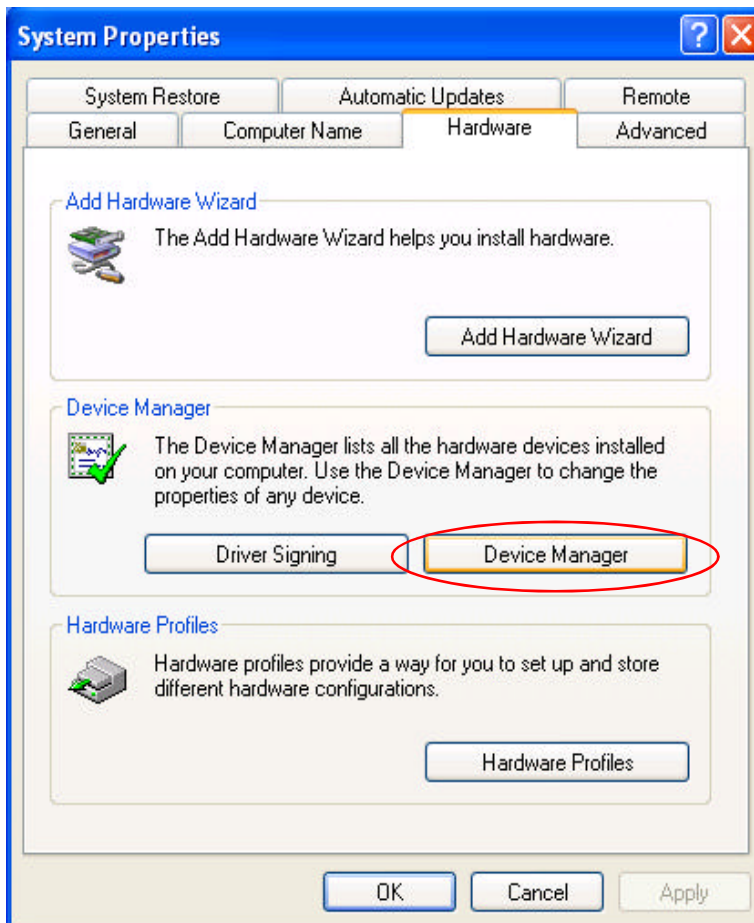 System Properties
System Restore Automatic Updates Remote
General Computer Name Hardware Advanced
Add Hardware Wizard
The Add Hardware Wizard helps you install hardware.
Add Hardware Wizard
Device Manager
The Device Manager lists all the hardware devices installed
on your computer. Use the Device Manager to change the
properties of any device.
Driver Signing Device Manager
Hardware Profiles
Hardware profiles provide a way for you to set up and store
different hardware configurations.
Hardware Profiles
OK Cancel Apply